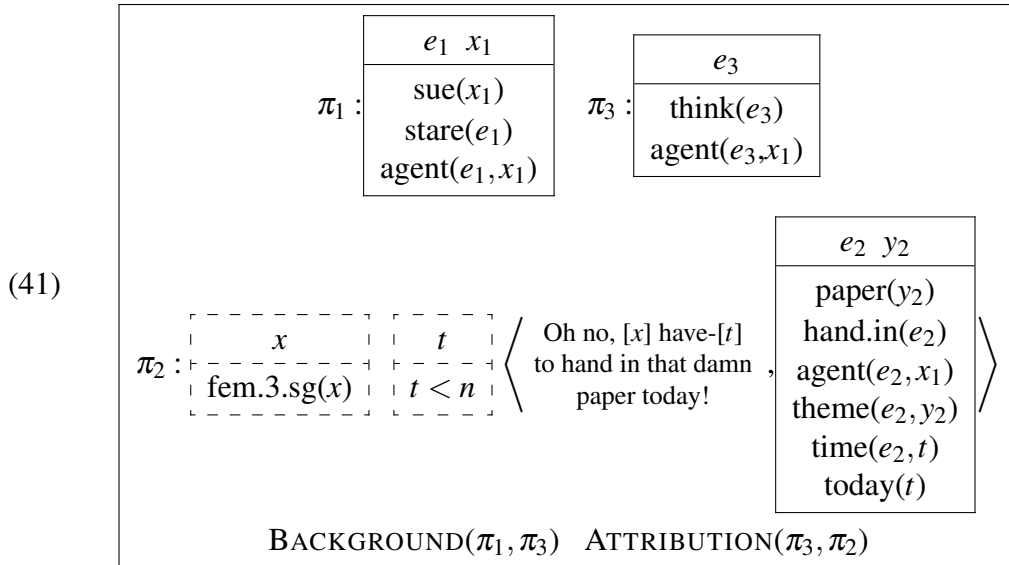 (41)
π₁ :
e₁ x₁
sue(x₁)
stare(e₁)
agent(e₁,x₁)
π₃ :
e₃
think(e₃)
agent(e₃,x₁)
π₂ :
x
fem.3.sg(x)
t
t < n
⟨ Oh no, [x] have-[t]
to hand in that damn
paper today!
,
e₂ y₂
paper(y₂)
hand.in(e₂)
agent(e₂,x₁)
theme(e₂,y₂)
time(e₂,t)
today(t) ⟩
BACKGROUND(π₁,π₃) ATTRIBUTION(π₃,π₂)